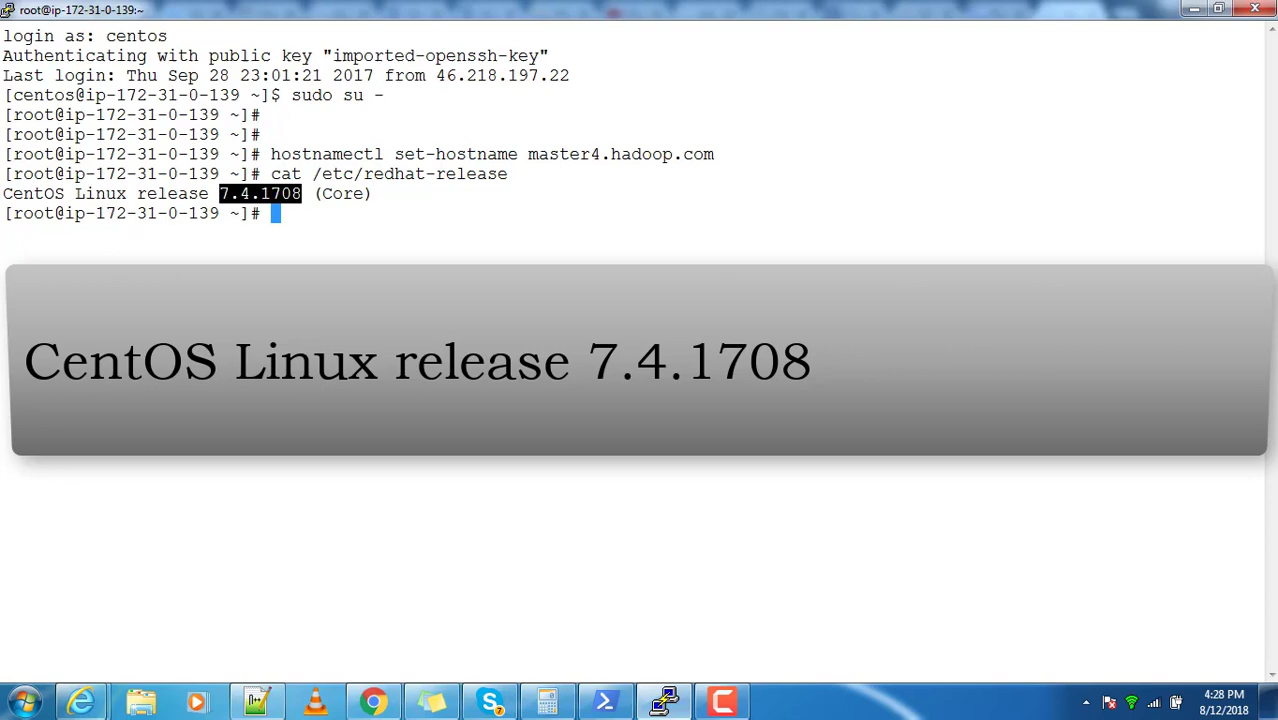 root@ip-172-31-0-139:~
login as: centos
Authenticating with public key "imported-openssh-key"
Last login: Thu Sep 28 23:01:21 2017 from 46.218.197.22
[centos@ip-172-31-0-139 ~]$ sudo su -
[root@ip-172-31-0-139 ~]#
[root@ip-172-31-0-139 ~]#
[root@ip-172-31-0-139 ~]# hostnamectl set-hostname master4.hadoop.com
[root@ip-172-31-0-139 ~]# cat /etc/redhat-release
CentOS Linux release 7.4.1708 (Core)
[root@ip-172-31-0-139 ~]#
CentOS Linux release 7.4.1708
4:28 PM
8/12/2018